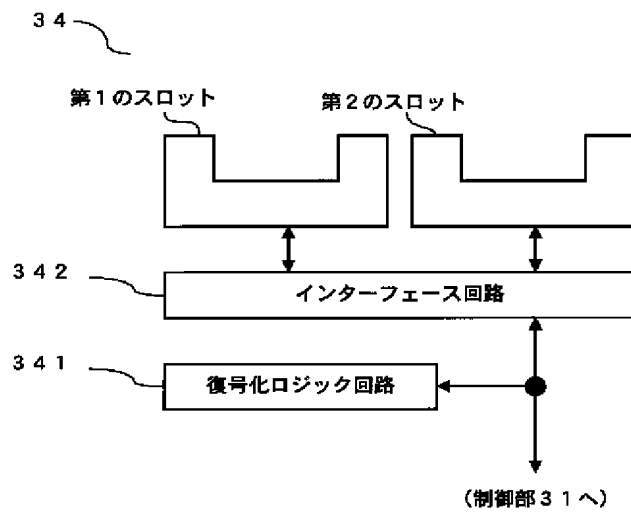 ３４
第１のスロット
第２のスロット
３４２
インターフェース回路
３４１
復号化ロジック回路
（制御部３１へ）